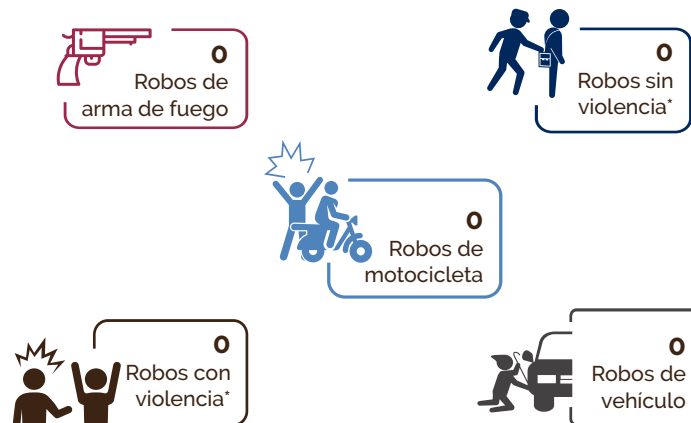 0
Robos de
arma de fuego
0
Robos sin
violencia*
0
Robos de
motocicleta
0
Robos con
violencia*
0
Robos de
vehículo